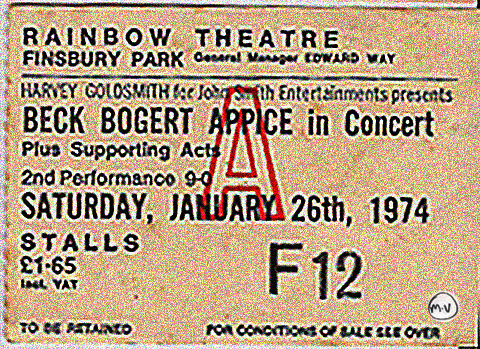 RAINBOW THEATRE
FINSBURY PARK General Manager EDWARD WAY
HARVEY GOLDSMITH for John Smith Entertainments presents
BECK BOGERT APPICE in Concert
Plus Supporting Acts
2nd Performance 9-0
A
SATURDAY, JANUARY 26th, 1974
STALLS
£1·65
incl. VAT
F 12
M-V
TO BE RETAINED FOR CONDITIONS OF SALE SEE OVER